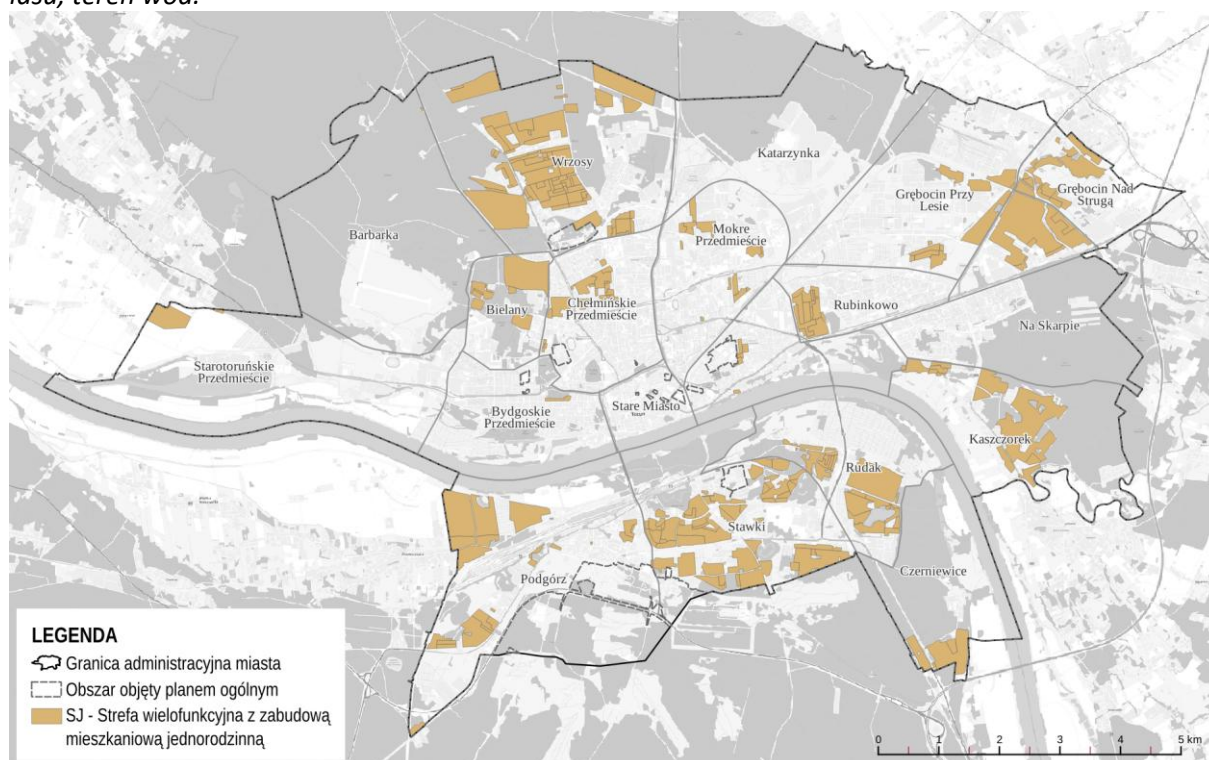 lasu, teren wód.
Wrzosy
Katarzynka
Grębocin Przy
Lesie
Grębocin Nad
Strugą
Barbarka
Mokre
Przedmieście
Bielany
Chełmińskie
Przedmieście
Rubinkowo
Na Skarpie
Starotoruńskie
Przedmieście
Bydgoskie
Przedmieście
Stare Miasto
Kaszczorek
Rudak
Stawki
Czerniewice
Podgórz
LEGENDA
Granica administracyjna miasta
Obszar objęty planem ogólnym
SJ - Strefa wielofunkcyjna z zabudową
mieszkaniową jednorodzinną
0 1 2 3 4 5 km